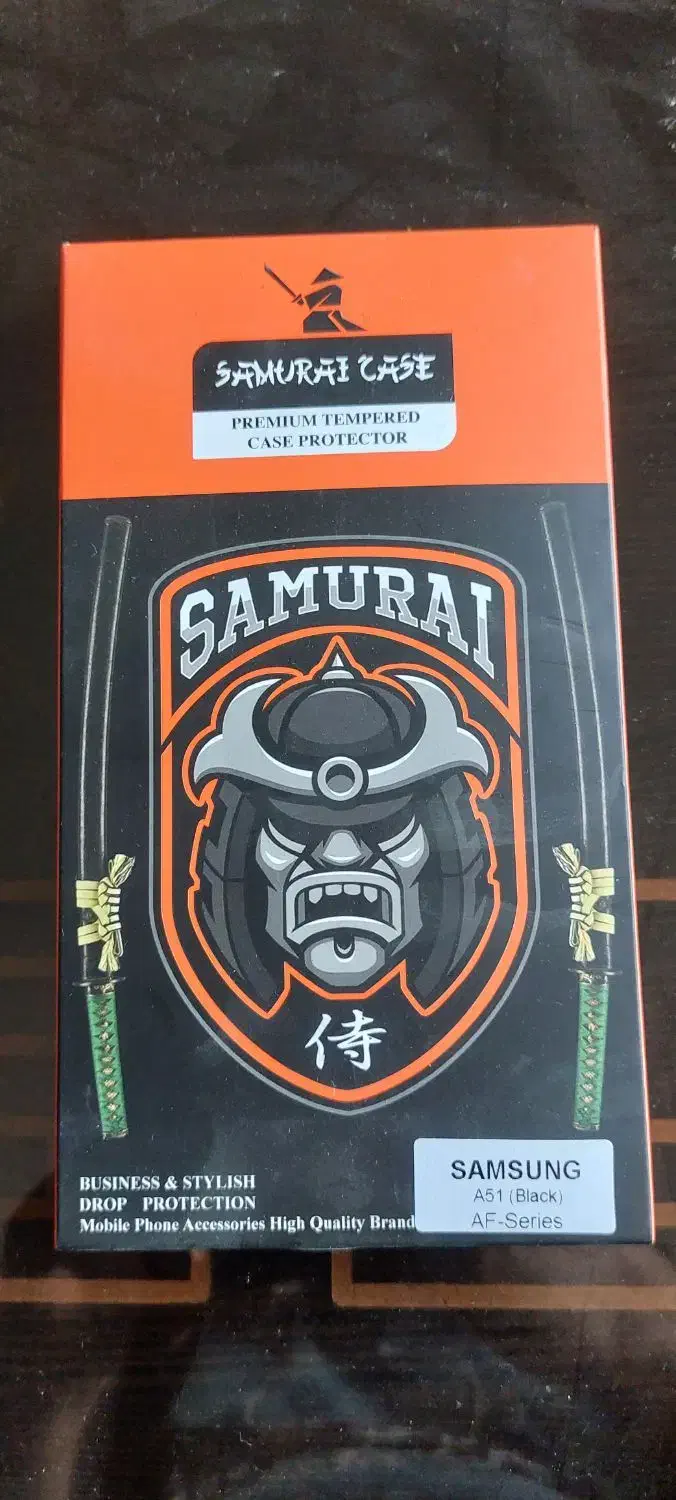 SAMURAI CASE
PREMIUM TEMPERED
CASE PROTECTOR
SAMURAI
侍
BUSINESS & STYLISH
DROP PROTECTION
Mobile Phone Accessories High Quality Brand
SAMSUNG
A51 (Black)
AF-Series